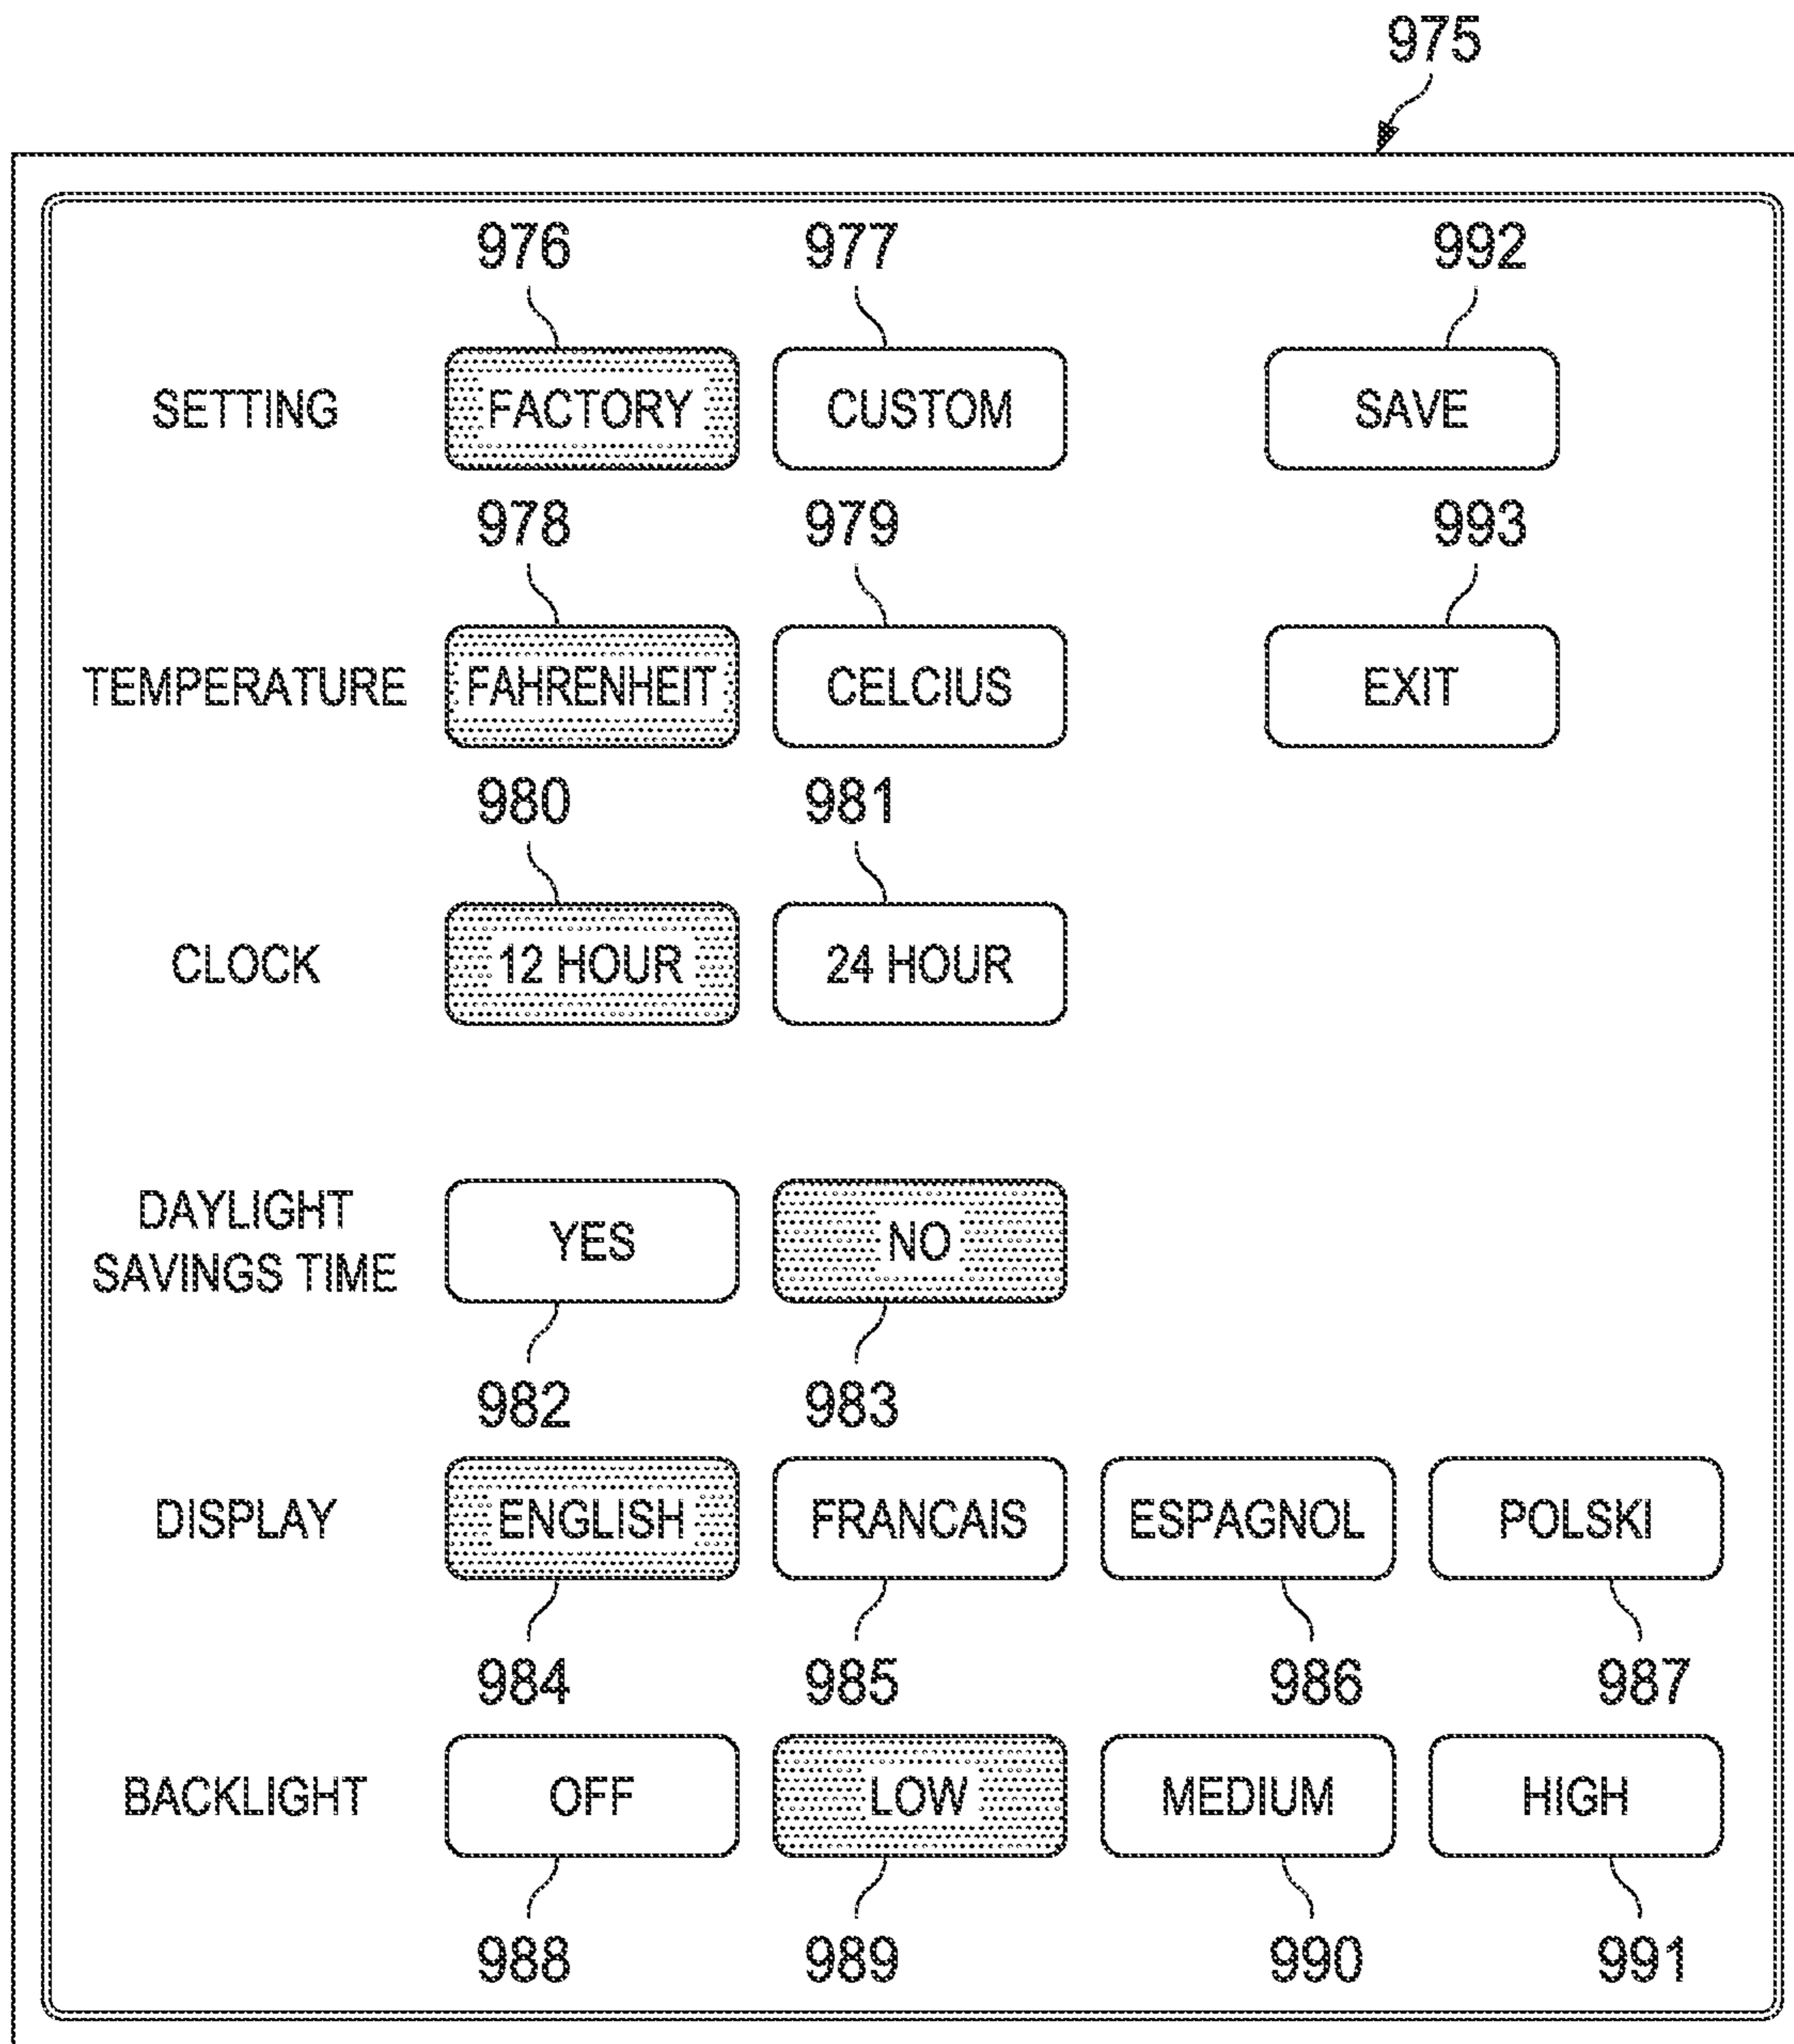 975
976 977 992
SETTING FACTORY CUSTOM SAVE
978 979 993
TEMPERATURE FAHRENHEIT CELCIUS EXIT
980 981
CLOCK 12 HOUR 24 HOUR
DAYLIGHT
SAVINGS TIME YES NO
982 983
DISPLAY ENGLISH FRANCAIS ESPAGNOL POLSKI
984 985 986 987
BACKLIGHT OFF LOW MEDIUM HIGH
988 989 990 991